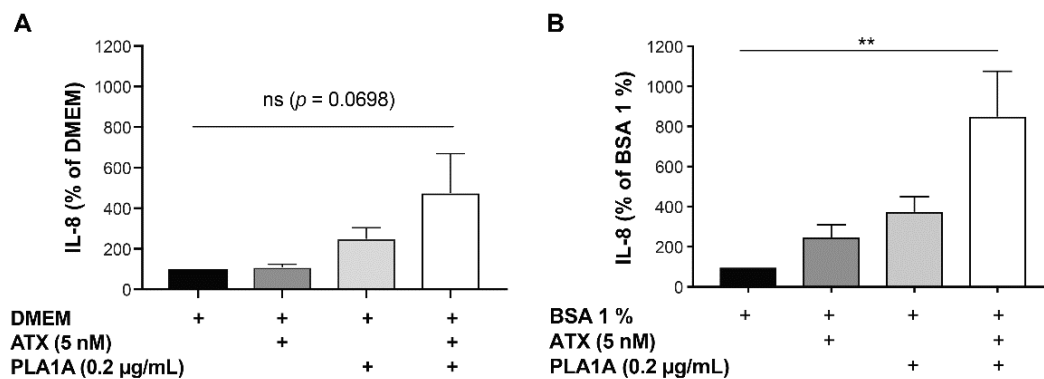 A
IL-8 (% of DMEM)
1200
1000
800
600
400
200
0
ns (p = 0.0698)
DMEM + + + +
ATX (5 nM) + +
PLA1A (0.2 µg/mL) + +
B
IL-8 (% of BSA 1 %)
1200
1000
800
600
400
200
0
**
BSA 1 % + + + +
ATX (5 nM) + +
PLA1A (0.2 µg/mL) + +